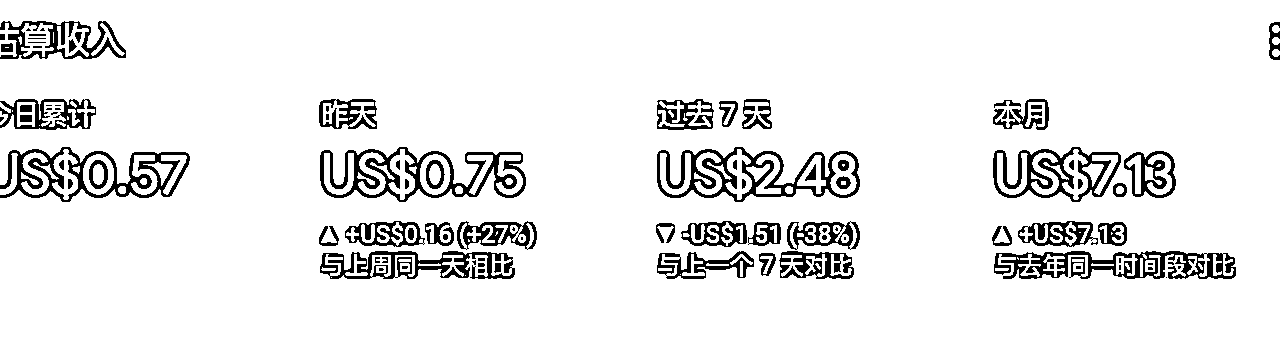 估算收入
今日累计
昨天
过去 7 天
本月
US$0.57
US$0.75
US$2.48
US$7.13
▲ +US$0.16 (+27%)
▼ -US$1.51 (-38%)
▲ +US$7.13
与上周同一天相比
与上一个 7 天对比
与去年同一时间段对比